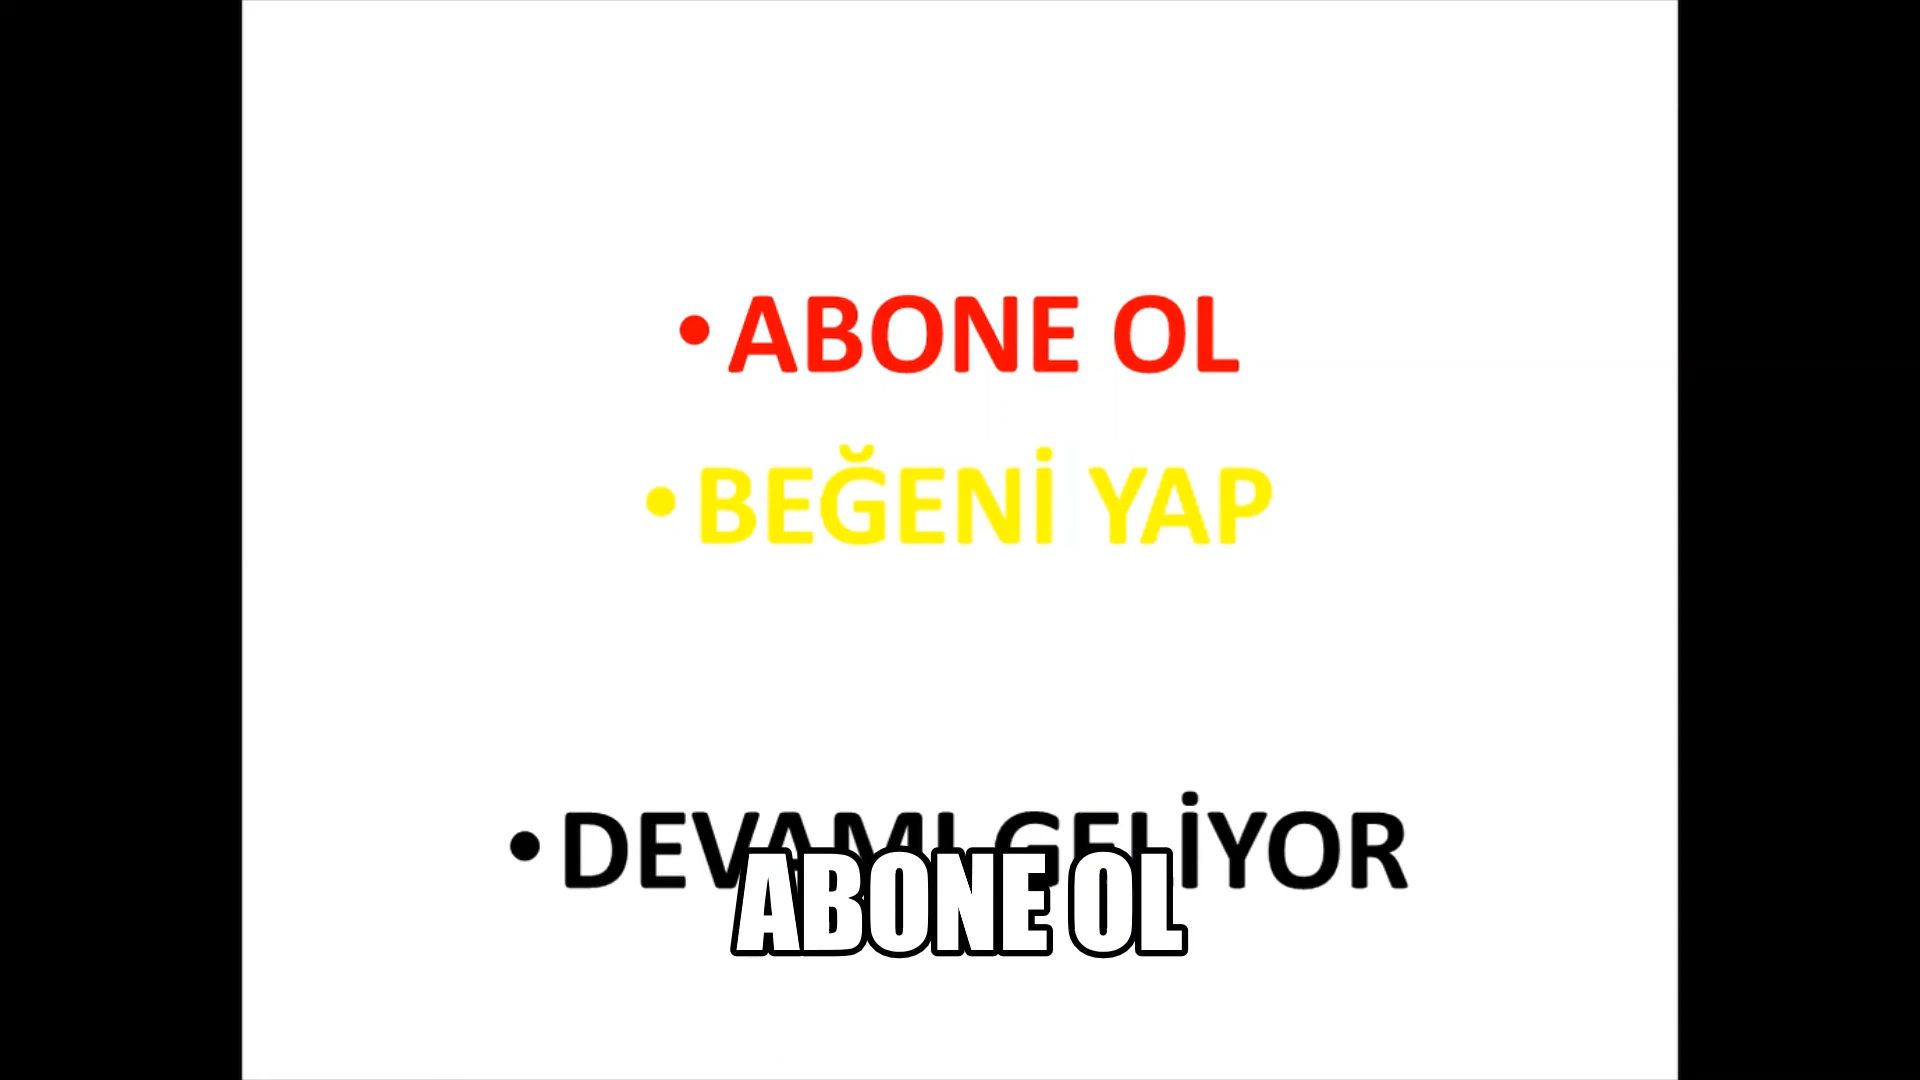 • ABONE OL
• BEĞENİ YAP
• DEVAMI GELİYOR
ABONE OL